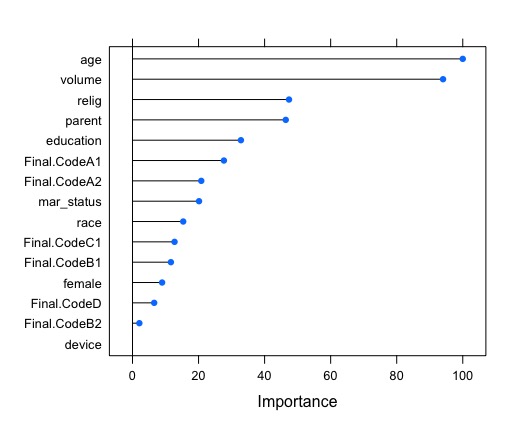 age
volume
relig
parent
education
Final.CodeA1
Final.CodeA2
mar_status
race
Final.CodeC1
Final.CodeB1
female
Final.CodeD
Final.CodeB2
device
0 20 40 60 80 100
Importance